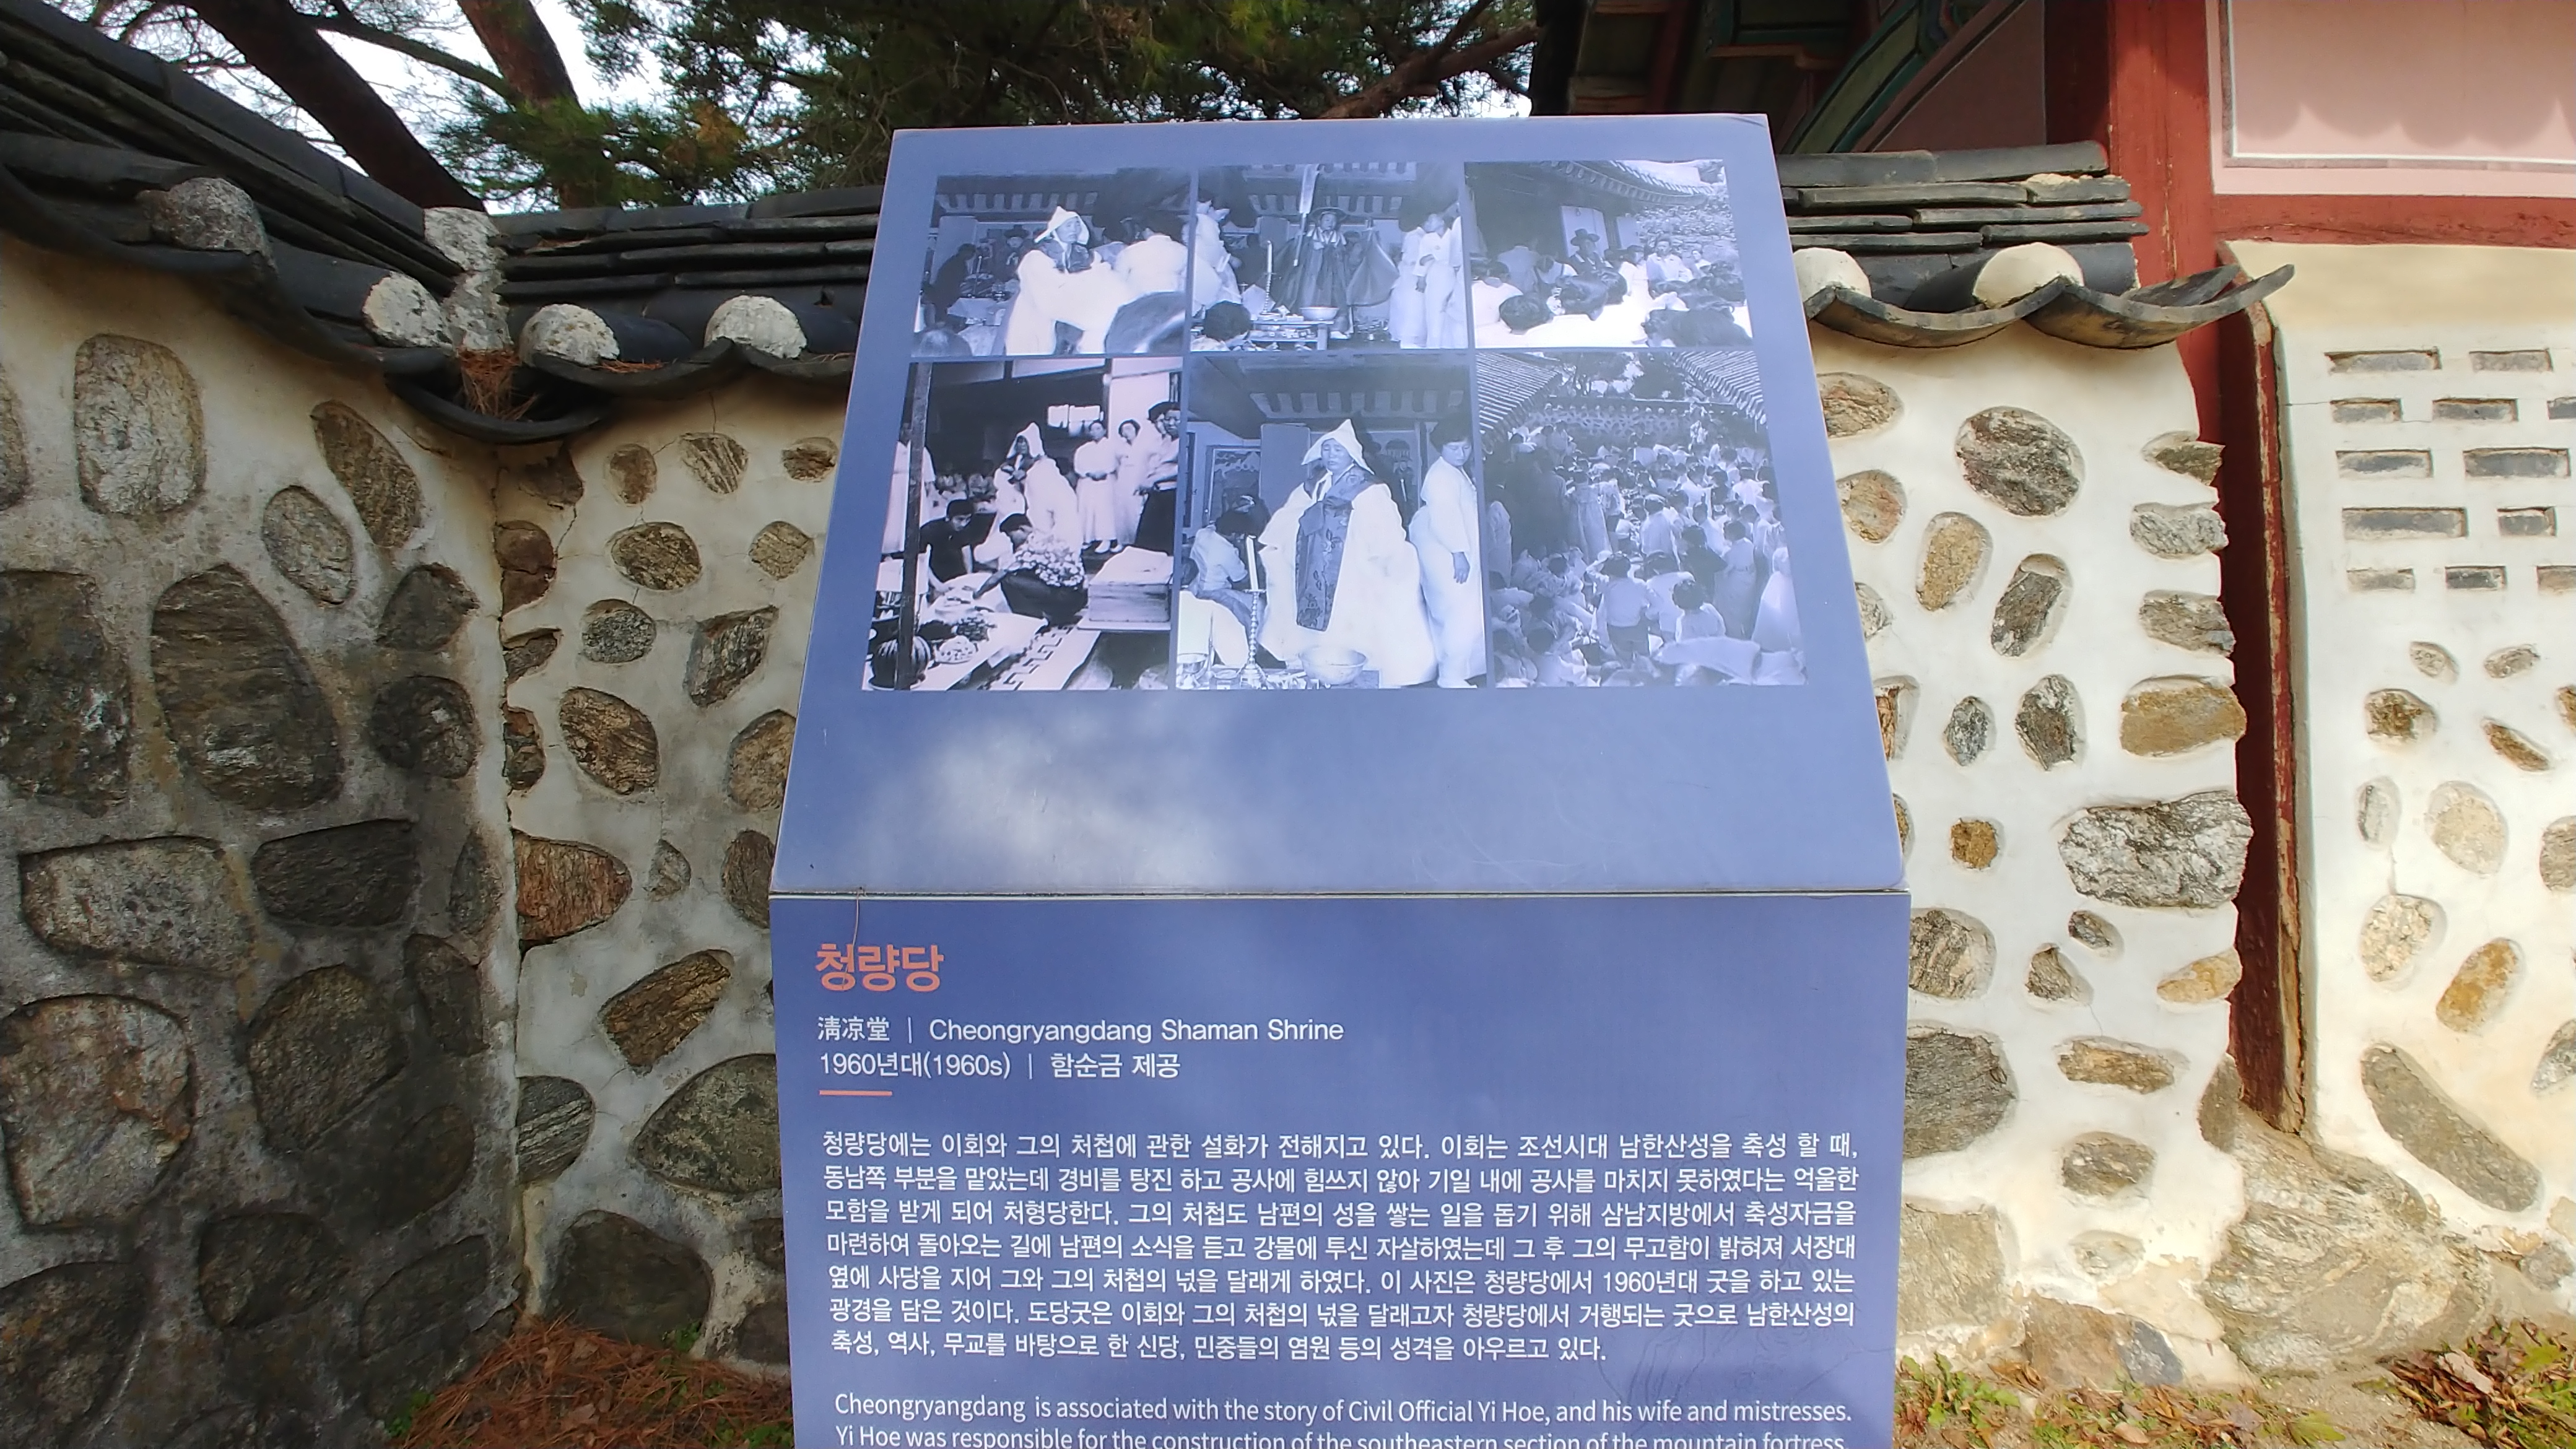 청량당
淸凉堂 | Cheongryangdang Shaman Shrine
1960년대(1960s) | 함순금 제공
청량당에는 이회와 그의 처첩에 관한 설화가 전해지고 있다. 이회는 조선시대 남한산성을 축성 할 때,
동남쪽 부분을 맡았는데 경비를 탕진 하고 공사에 힘쓰지 않아 기일 내에 공사를 마치지 못하였다는 억울한
모함을 받게 되어 처형당한다. 그의 처첩도 남편의 성을 쌓는 일을 돕기 위해 삼남지방에서 축성자금을
마련하여 돌아오는 길에 남편의 소식을 듣고 강물에 투신 자살하였는데 그 후 그의 무고함이 밝혀져 서장대
옆에 사당을 지어 그와 그의 처첩의 넋을 달래게 하였다. 이 사진은 청량당에서 1960년대 굿을 하고 있는
광경을 담은 것이다. 도당굿은 이회와 그의 처첩의 넋을 달래고자 청량당에서 거행되는 굿으로 남한산성의
축성, 역사, 무교를 바탕으로 한 신당, 민중들의 염원 등의 성격을 아우르고 있다.
Cheongryangdang is associated with the story of Civil Official Yi Hoe, and his wife and mistresses.
Yi Hoe was responsible for the construction of the southeastern section of the mountain fortress.